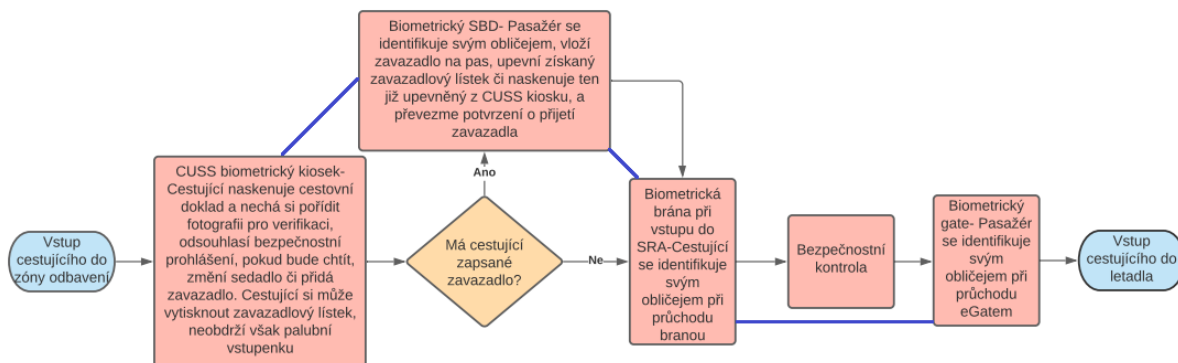 Vstup
cestujícího do
zóny odbavení
CUSS biometrický kiosek-
Cestující naskenuje cestovní
doklad a nechá si pořídit
fotografii pro verifikaci,
odsouhlasí bezpečnostní
prohlášení, pokud bude chtít,
změní sedadlo či přidá
zavazadlo. Cestující si může
vytisknout zavazadlový lístek,
neobdrží však palubní
vstupenku
Má cestující
zapsané
zavazadlo?
Ano
Biometrický SBD- Pasažér se
identifikuje svým obličejem, vloží
zavazadlo na pas, upevní získaný
zavazadlový lístek či naskenuje ten
již upevněný z CUSS kiosku, a
převezme potvrzení o přijetí
zavazadla
Ne
Biometrická
brána při
vstupu do
SRA-Cestující
se identifikuje
svým
obličejem při
průchodu
branou
Bezpečnostní
kontrola
Biometrický
gate- Pasažér
se identifikuje
svým
obličejem při
průchodu
eGatem
Vstup
cestujícího do
letadla